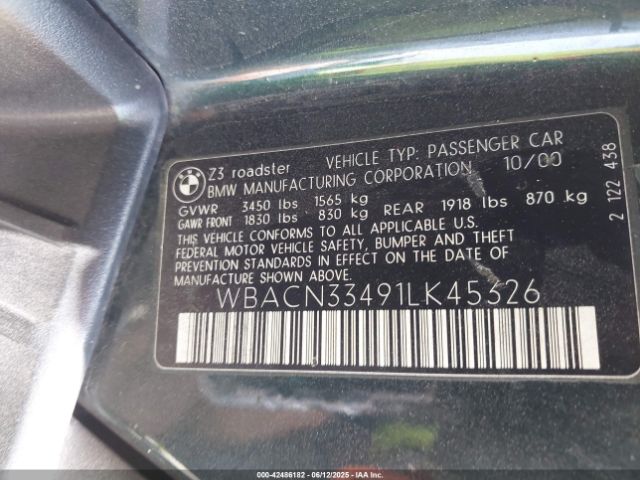 BMW
Z3 roadster VEHICLE TYP: PASSENGER CAR
BMW MANUFACTURING CORPORATION 10/00
GVWR 3450 lbs 1565 kg
GAWR FRONT 1830 lbs 830 kg REAR 1918 lbs 870 kg
THIS VEHICLE CONFORMS TO ALL APPLICABLE U.S.
FEDERAL MOTOR VEHICLE SAFETY, BUMPER AND THEFT
PREVENTION STANDARDS IN EFFECT ON THE DATE OF
MANUFACTURE SHOWN ABOVE.
WBACN33491LK45326
2 122 438
000-42486182 | 06/12/2025 - IAAI.com